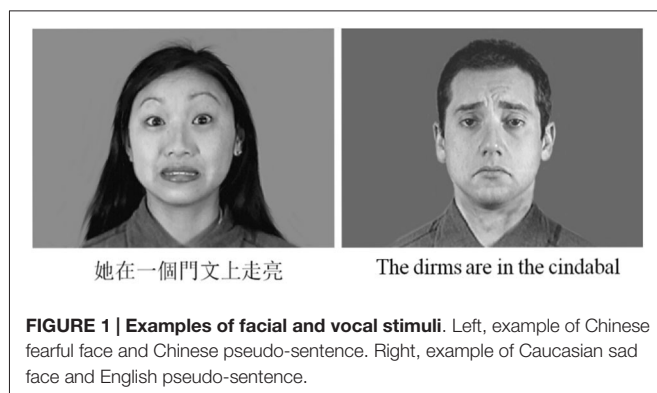 她在一個門文上走亮
The dirms are in the cindabal
FIGURE 1 | Examples of facial and vocal stimuli. Left, example of Chinese
fearful face and Chinese pseudo-sentence. Right, example of Caucasian sad
face and English pseudo-sentence.